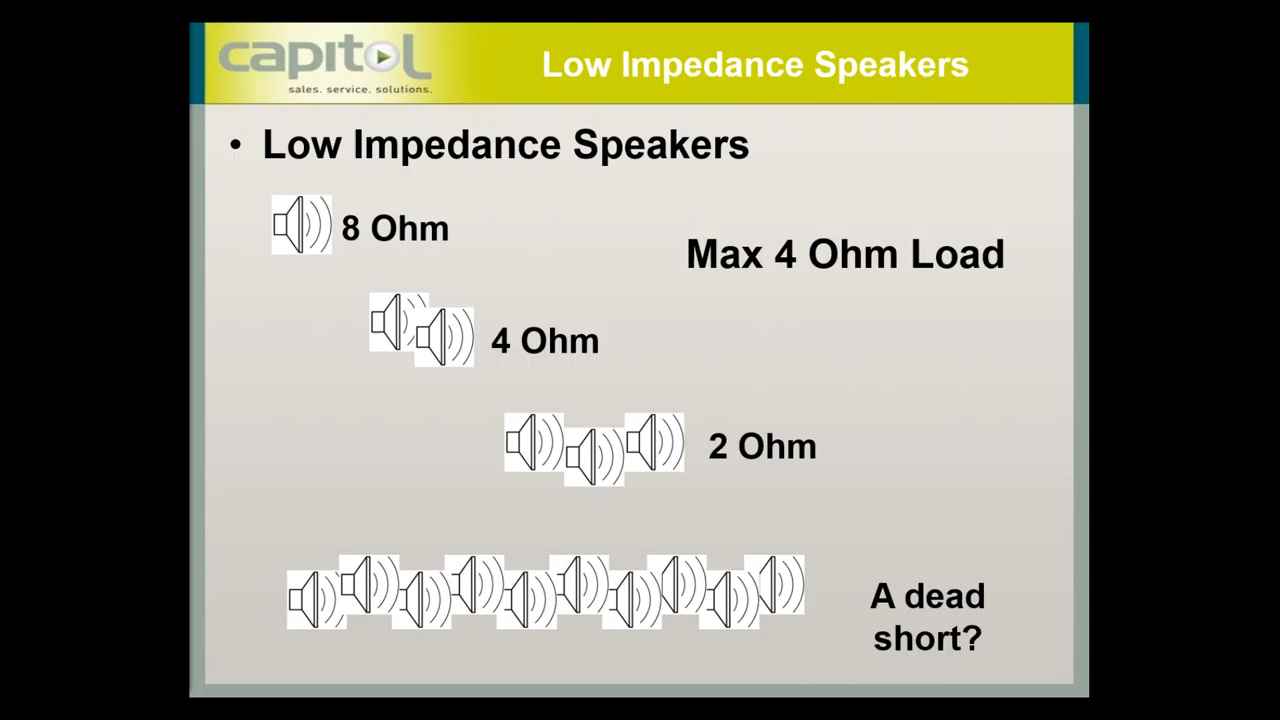 capitol
sales. service. solutions.
Low Impedance Speakers
• Low Impedance Speakers
8 Ohm
Max 4 Ohm Load
4 Ohm
2 Ohm
A dead
short?